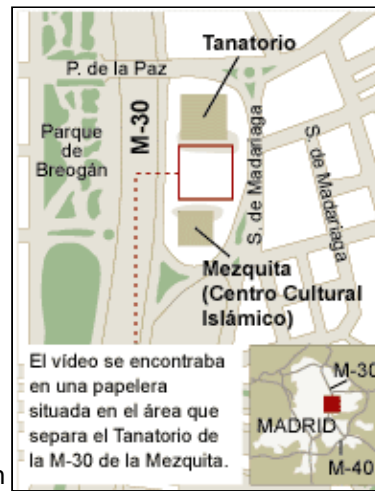 Tanatorio
P. de la Paz
M-30
Parque
de
Breogán
S. de Madariaga
S. de Madariaga
Mezquita
(Centro Cultural
Islámico)
El vídeo se encontraba
en una papelera
situada en el área que
separa el Tanatorio de
la M-30 de la Mezquita.
M-30
MADRID
M-40